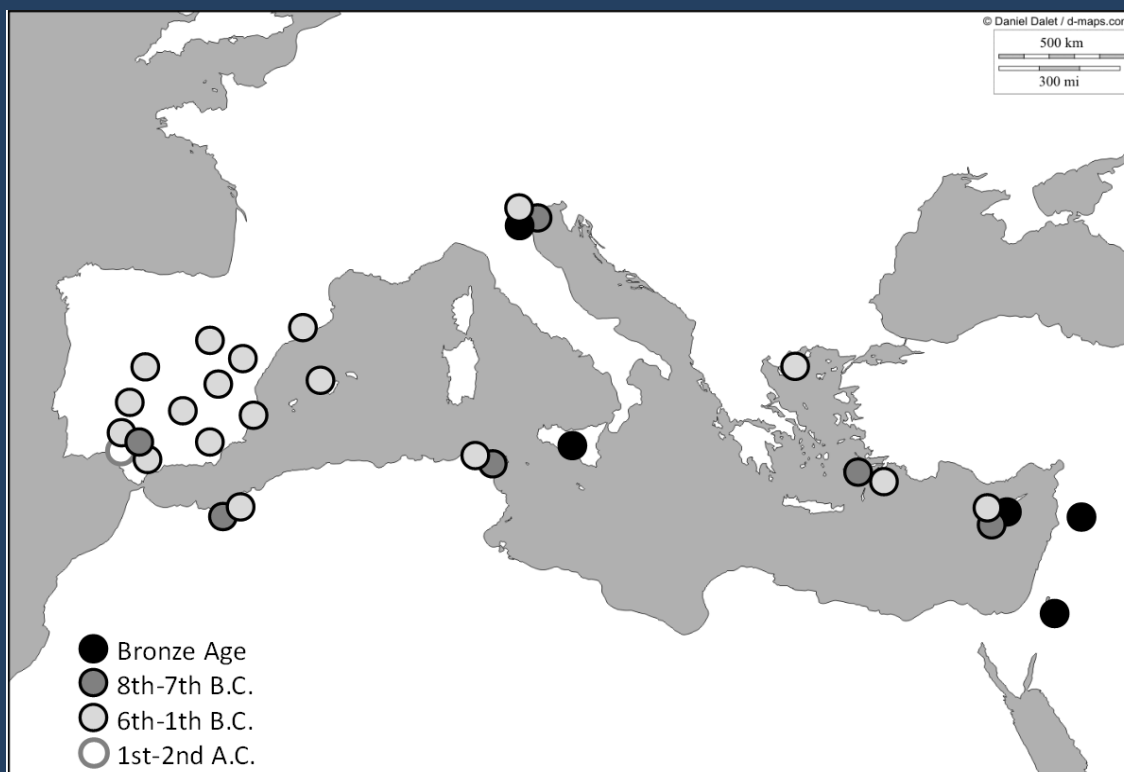 © Daniel Dalet / d-maps.com
500 km
300 mi
Bronze Age
8th-7th B.C.
6th-1th B.C.
1st-2nd A.C.